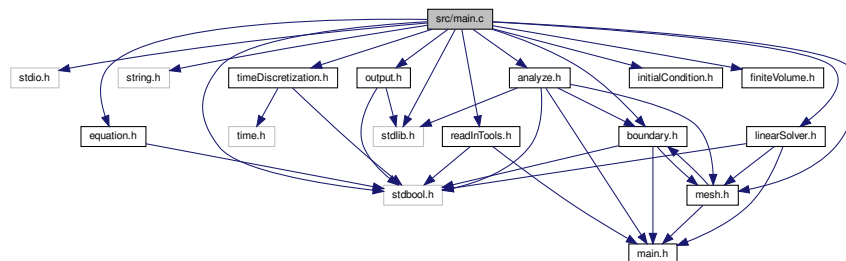 src/main.c
stdio.h
string.h
timeDiscretization.h
output.h
analyze.h
initialCondition.h
finiteVolume.h
equation.h
time.h
stdlib.h
readInTools.h
boundary.h
linearSolver.h
stdbool.h
mesh.h
main.h